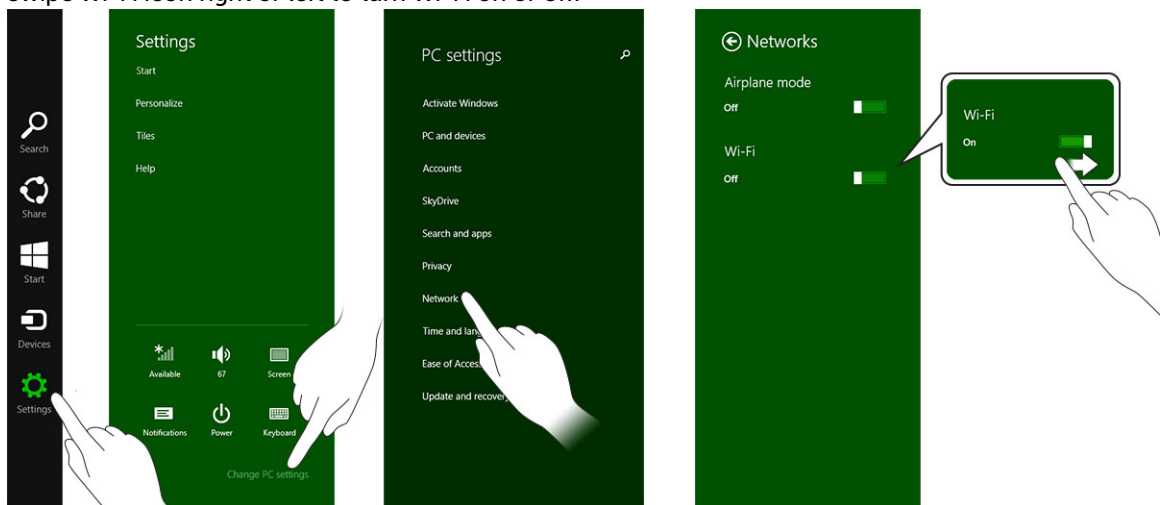 Swipe Wi-Fi icon right or left to turn Wi-Fi on or off.
Search
Share
Start
Devices
Settings
Settings
Start
Personalize
Tiles
Help
Available
67
Screen
Notifications
Power
Keyboard
Change PC settings
PC settings
Activate Windows
PC and devices
Accounts
SkyDrive
Search and apps
Privacy
Network
Time and lang
Ease of Acces
Update and recovery
Networks
Airplane mode
Off
Wi-Fi
Off
Wi-Fi
On